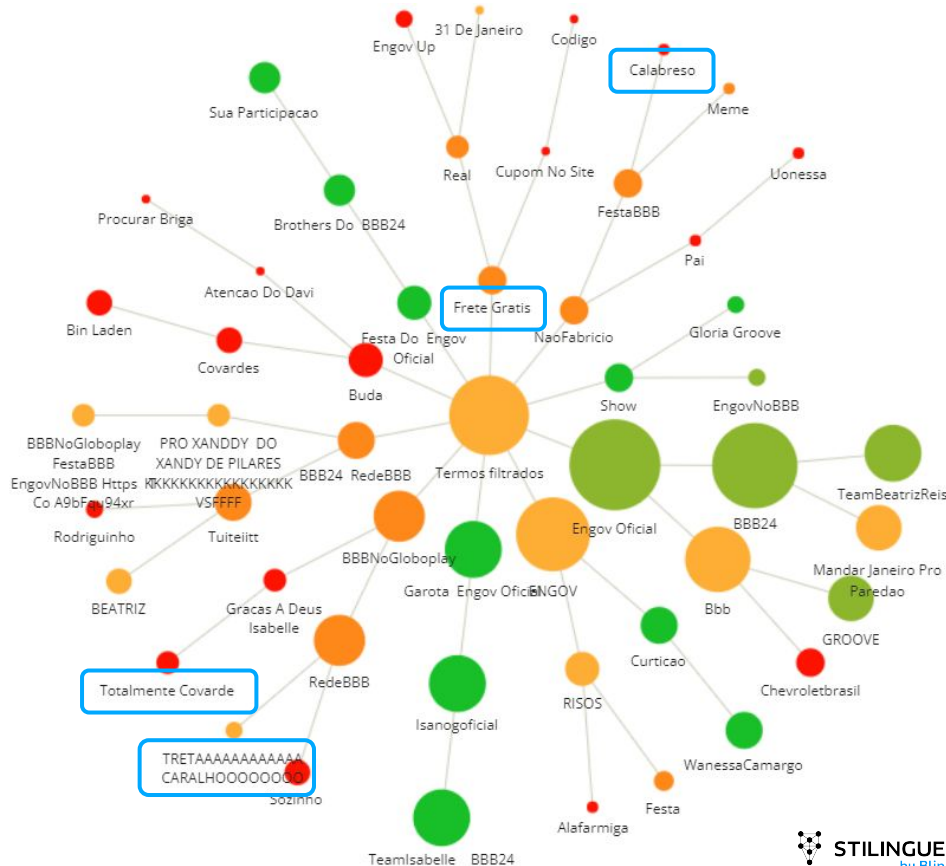 31 De Janeiro
Engov Up
Codigo
Calabreso
Sua Participacao
Meme
Real
Cupom No Site
Uonessa
Procurar Briga
Brothers Do BBB24
FestaBBB
Pai
Atencao Do Davi
Frete Gratis
Bin Laden
Festa Do Engov
Oficial
NaoFabricio
Gloria Groove
Covardes
Buda
Show
EngovNoBBB
BBBNoGloboplay
FestaBBB
EngovNoBBB Https
Co A9bFqu94xr
PRO XANDDY DO
XANDY DE PILARES
KKKKKKKKKKKKKKKKK
VSFFFF
BBB24 RedeBBB
Termos filtrados
TeamBeatrizReis
Engov Oficial
BBB24
Rodriguinho
Tuiteiitt
BBBNoGloboplay
Mandar Janeiro Pro
Paredao
Garota Engov Oficial
ENGOV
BEATRIZ
Gracas A Deus
Isabelle
Bbb
GROOVE
Curticao
Totalmente Covarde
RedeBBB
Chevroletbrasil
RISOS
Isanogoficial
TRETAAAAAAAAAAAA
CARALHOOOOOOOO
Sozinho
WanessaCamargo
Festa
Alafarmiga
TeamIsabelle BBB24
STILINGUE
by Blip